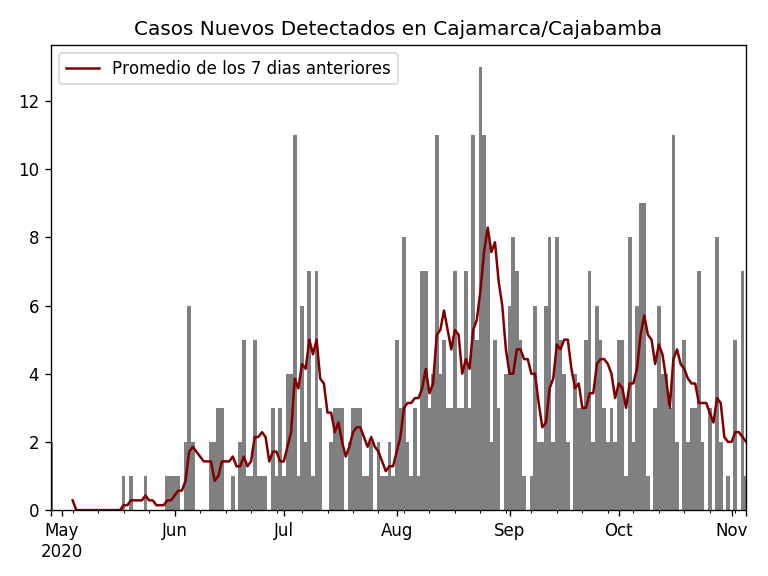 Casos Nuevos Detectados en Cajamarca/Cajabamba
Promedio de los 7 dias anteriores
12
10
8
6
4
2
0
May Jun Jul Aug Sep Oct Nov
2020